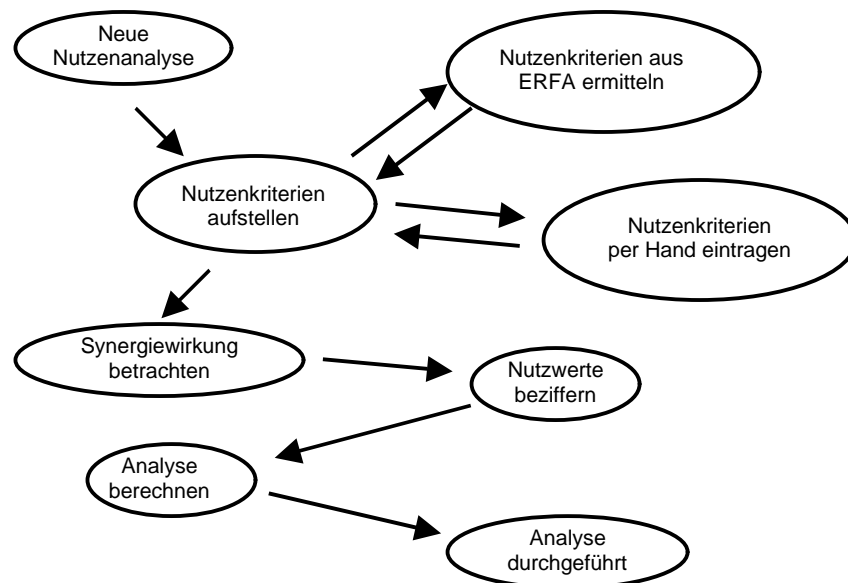 Neue
Nutzenanalyse
Nutzenkriterien aus
ERFA ermitteln
Nutzenkriterien
aufstellen
Nutzenkriterien
per Hand eintragen
Synergiewirkung
betrachten
Nutzwerte
beziffern
Analyse
berechnen
Analyse
durchgeführt